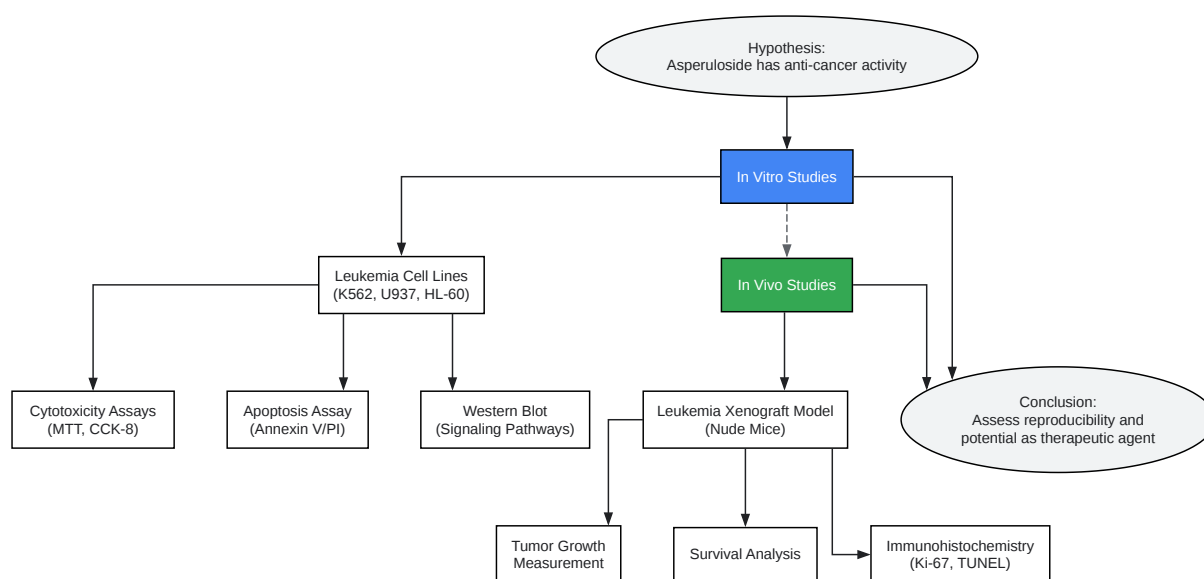 Hypothesis:
Asperuloside has anti-cancer activity
In Vitro Studies
Leukemia Cell Lines
(K562, U937, HL-60)
In Vivo Studies
Cytotoxicity Assays
(MTT, CCK-8)
Apoptosis Assay
(Annexin V/PI)
Western Blot
(Signaling Pathways)
Leukemia Xenograft Model
(Nude Mice)
Conclusion:
Assess reproducibility and
potential as therapeutic agent
Tumor Growth
Measurement
Survival Analysis
Immunohistochemistry
(Ki-67, TUNEL)